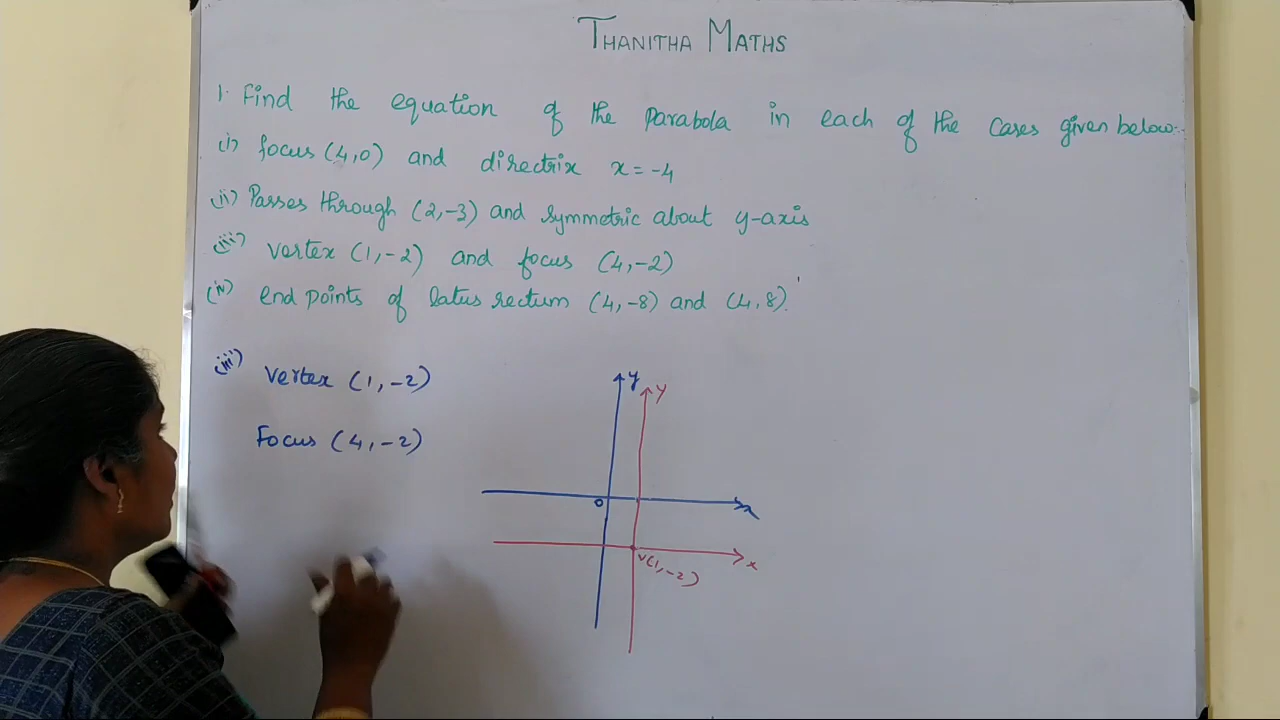 THANITHA MATHS
1. Find the equation of the Parabola in each of the cases given below:.
(i) focus (4,0) and directrix x = -4
(ii) Passes through (2,-3) and symmetric about y-axis
(iii) vertex (1,-2) and focus (4,-2)
(iv) end points of latus rectum (4,-8) and (4,8).
(iii) Vertex (1,-2)
Focus (4,-2)
y
y
0
x
x
V(1,-2)